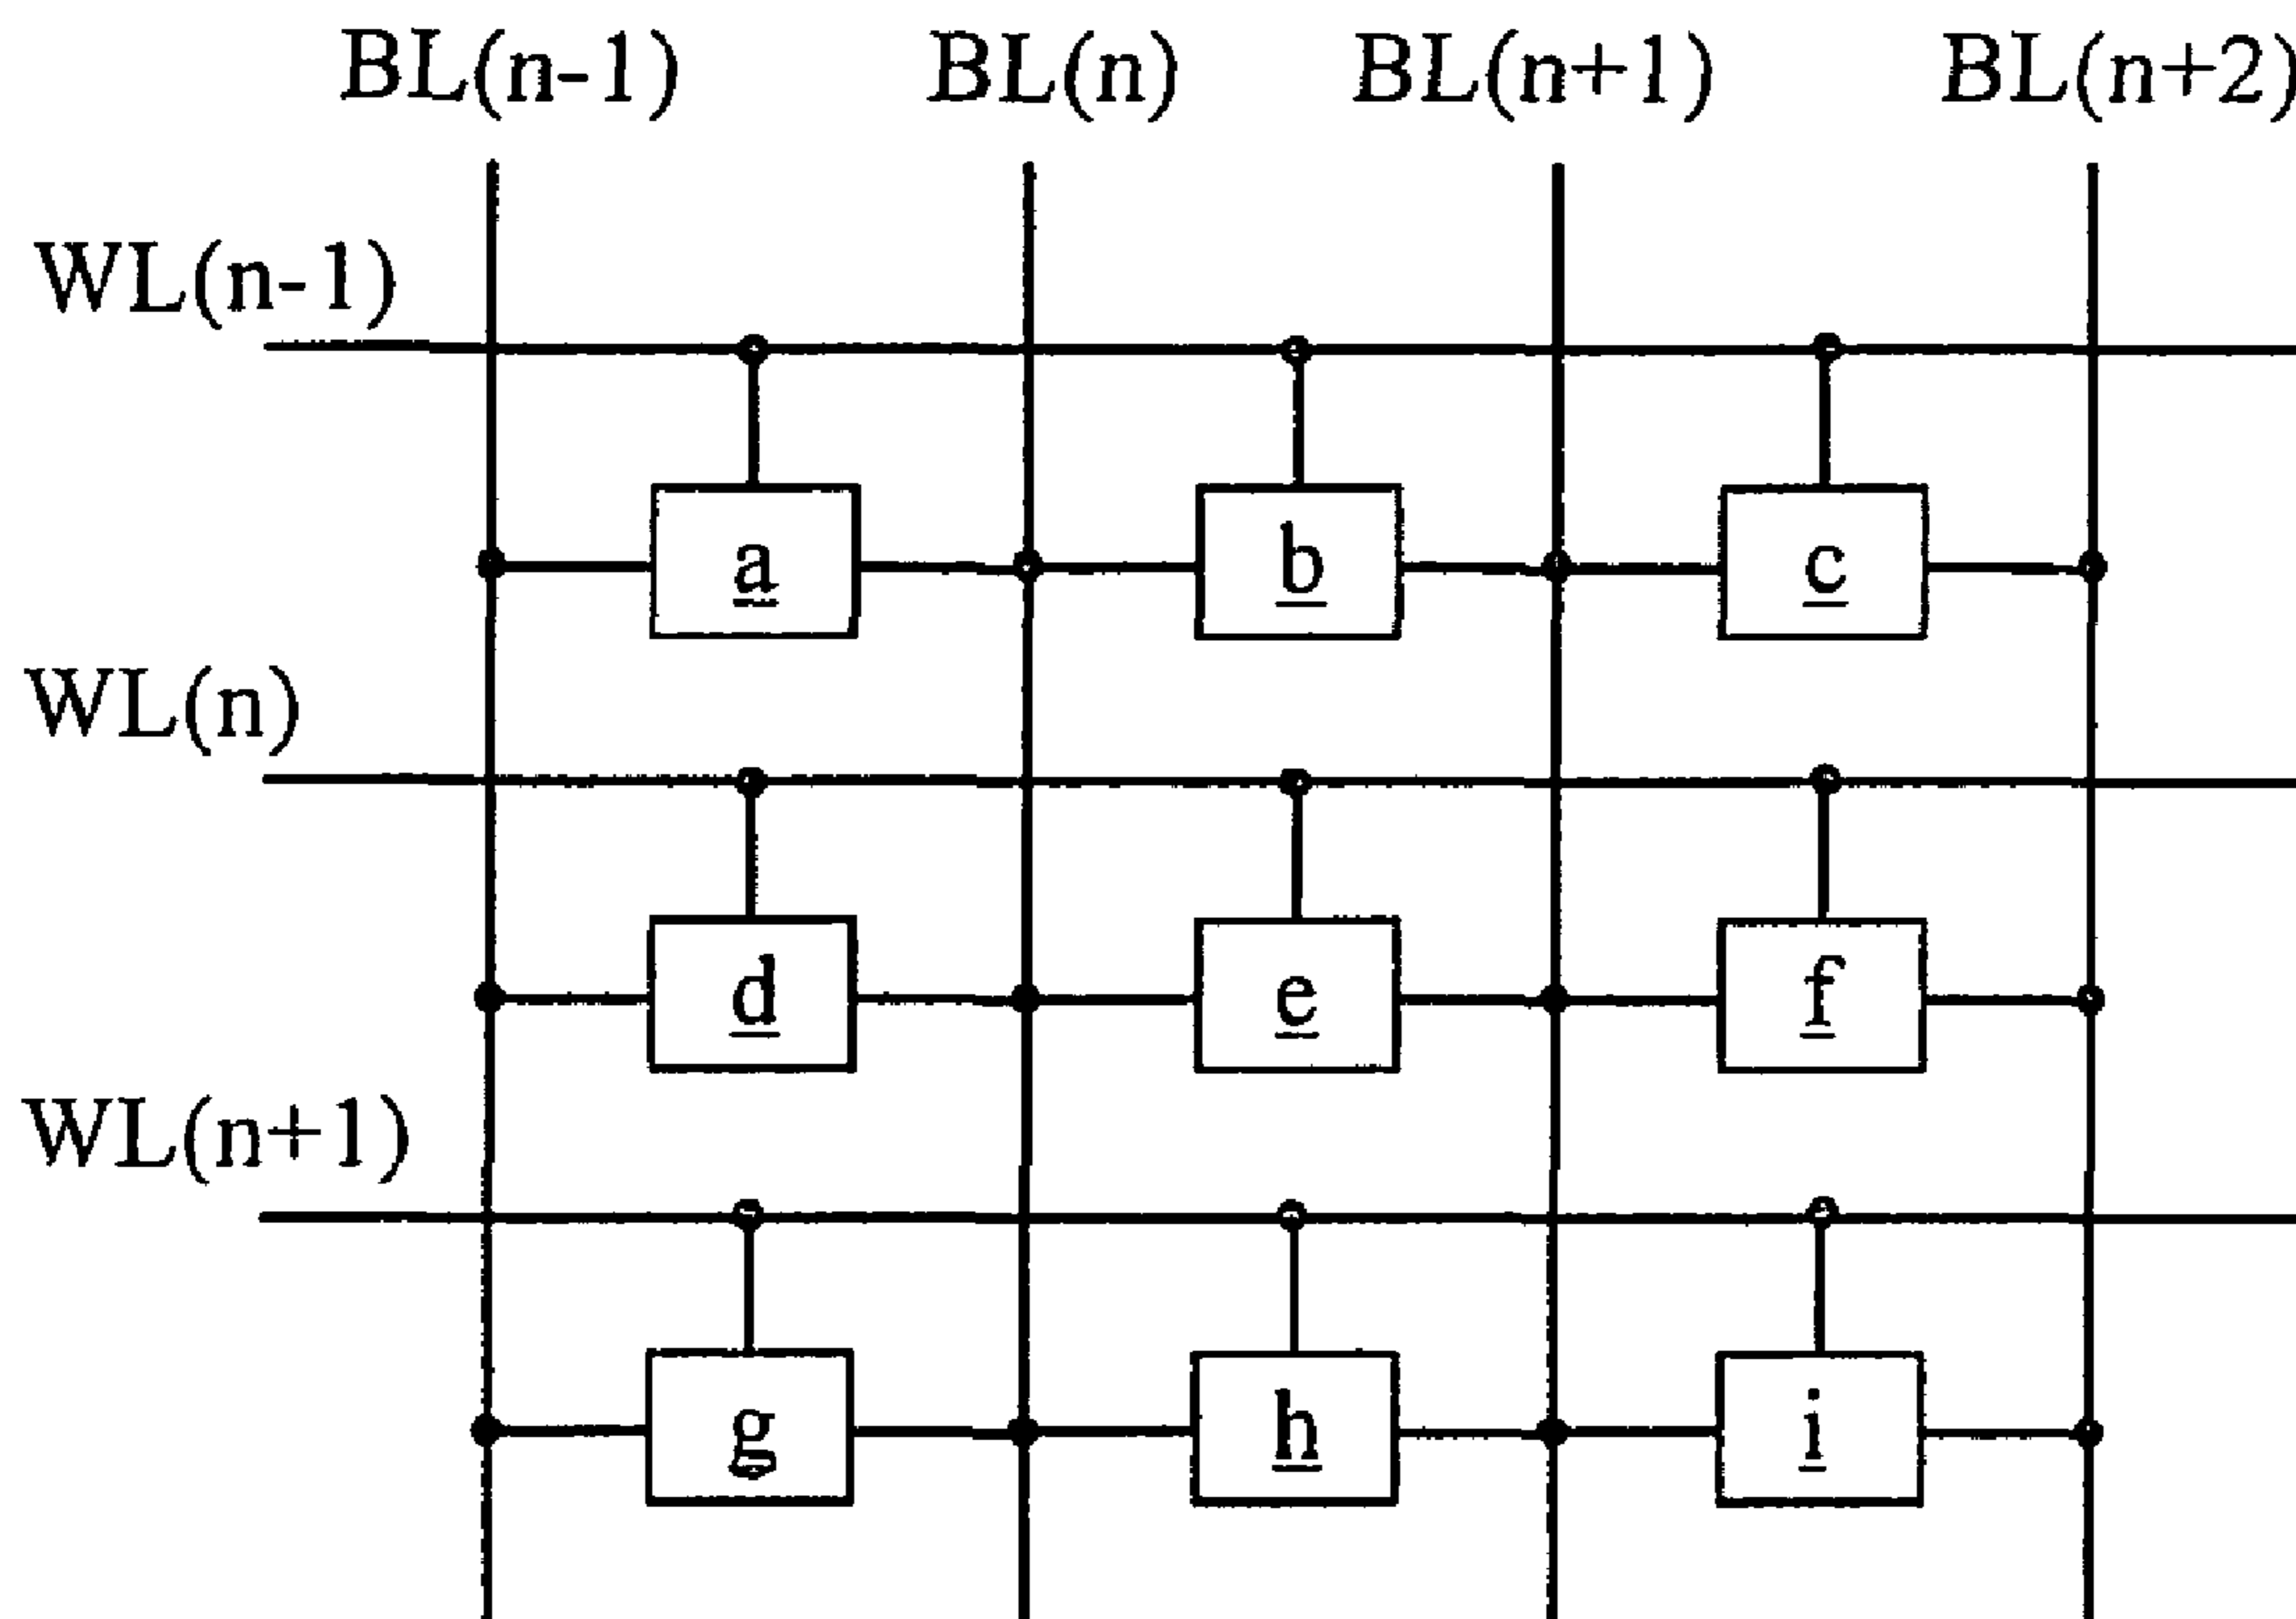 BL(n-1) BL(n) BL(n+1) BL(n+2)
WL(n-1)
a b c
WL(n)
d e f
WL(n+1)
g h i